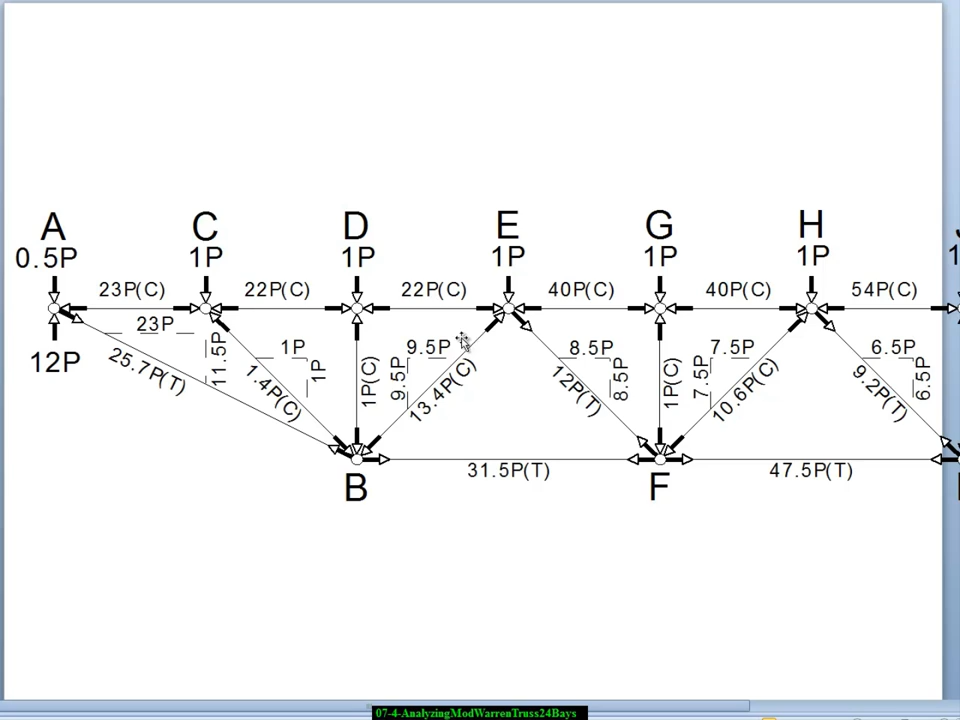 A C D E G H
0.5P 1P 1P 1P 1P 1P 1
23P(C) 22P(C) 22P(C) 40P(C) 40P(C) 54P(C)
23P
12P
25.7P(T)
11.5P
1P
1P
1.4P(C)
1P(C)
9.5P
9.5P
13.4P(C)
8.5P
8.5P
12P(T)
1P(C)
7.5P
7.5P
10.6P(C)
6.5P
6.5P
9.2P(T)
31.5P(T) 47.5P(T)
B F
07-4-AnalyzingModWarrenTruss24Bays